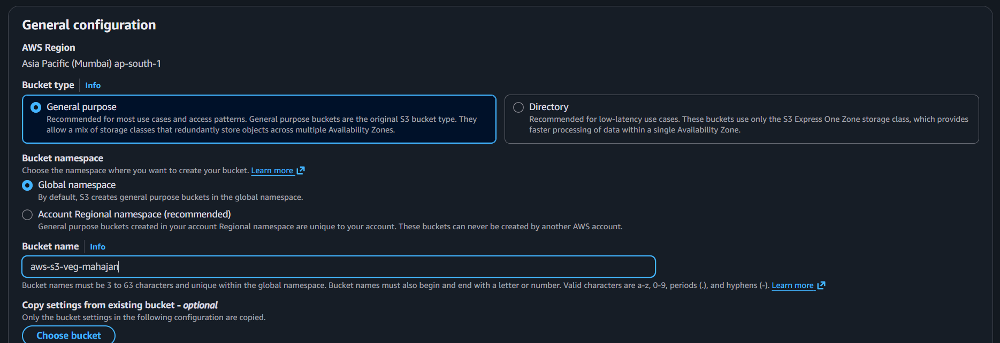 General configuration
AWS Region
Asia Pacific (Mumbai) ap-south-1
Bucket type Info
General purpose
Recommended for most use cases and access patterns. General purpose buckets are the original S3 bucket type. They
allow a mix of storage classes that redundantly store objects across multiple Availability Zones.
Directory
Recommended for low-latency use cases. These buckets use only the S3 Express One Zone storage class, which provides
faster processing of data within a single Availability Zone.
Bucket namespace
Choose the namespace where you want to create your bucket. Learn more
Global namespace
By default, S3 creates general purpose buckets in the global namespace.
Account Regional namespace (recommended)
General purpose buckets created in your account Regional namespace are unique to your account. These buckets can never be created by another AWS account.
Bucket name Info
aws-s3-veg-mahajan
Bucket names must be 3 to 63 characters and unique within the global namespace. Bucket names must also begin and end with a letter or number. Valid characters are a-z, 0-9, periods (.), and hyphens (-). Learn more
Copy settings from existing bucket - optional
Only the bucket settings in the following configuration are copied.
Choose bucket